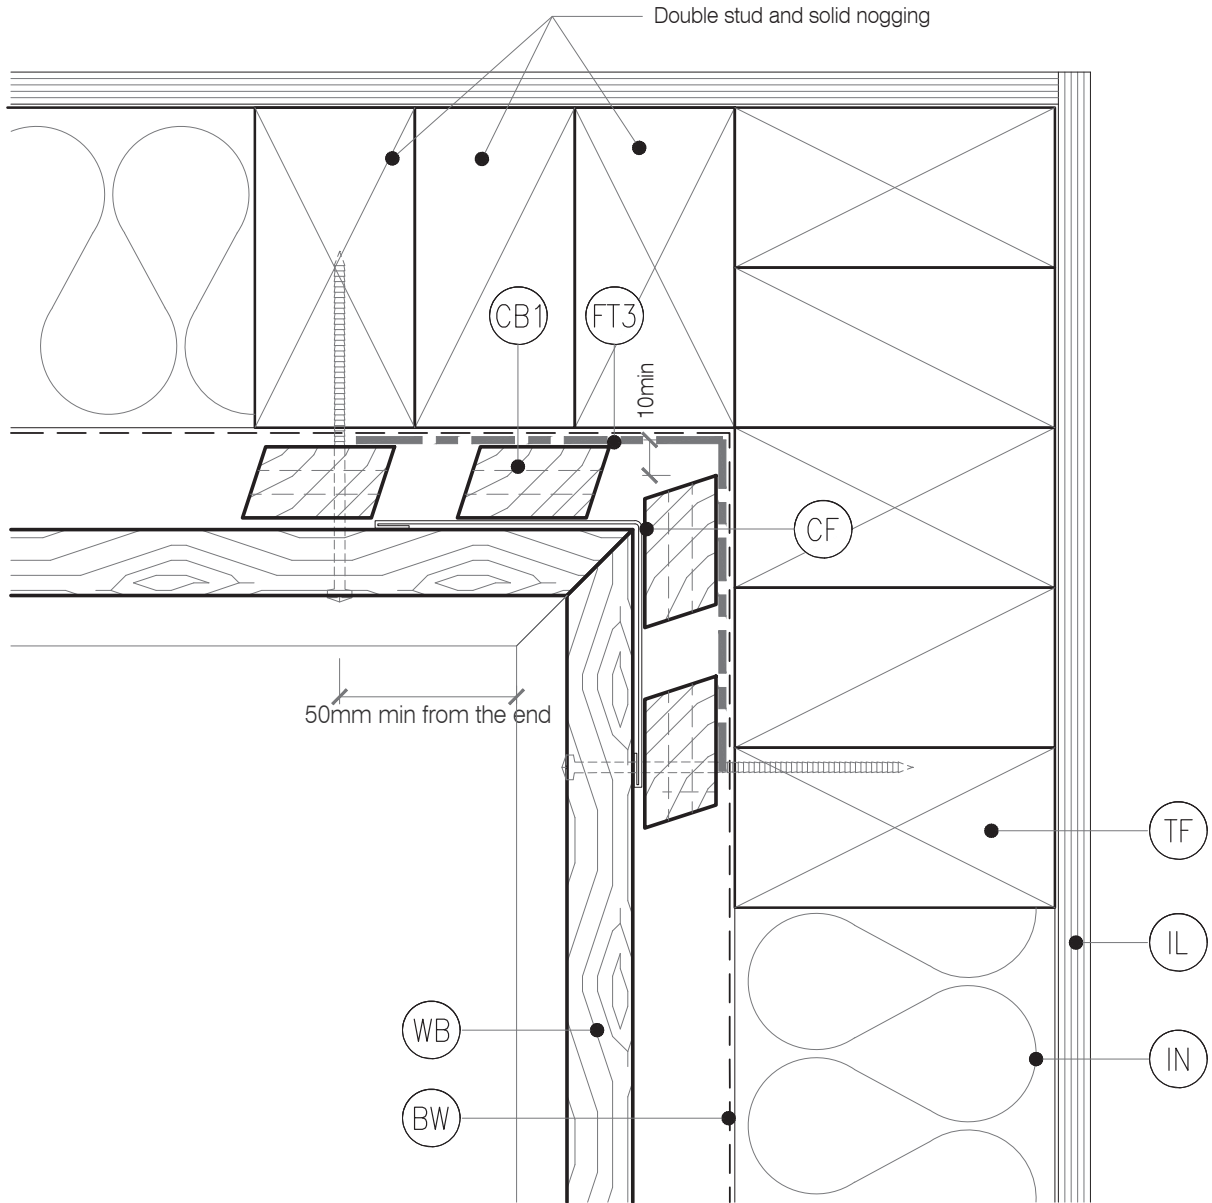 Double stud and solid nogging
CB1
FT3
10min
CF
50mm min from the end
TF
IL
WB
IN
BW